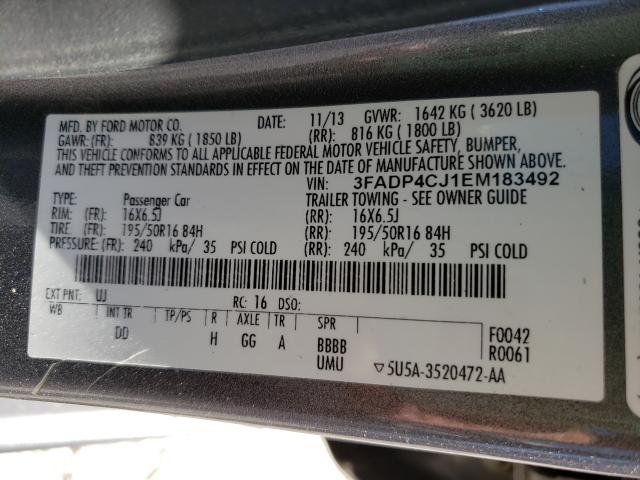 MFD. BY FORD MOTOR CO. DATE: 11/13 GVWR: 1642 KG ( 3620 LB)
GAWR: (FR): 839 KG ( 1850 LB) (RR): 816 KG ( 1800 LB)
THIS VEHICLE CONFORMS TO ALL APPLICABLE FEDERAL MOTOR VEHICLE SAFETY, BUMPER,
AND THEFT PREVENTION STANDARDS IN EFFECT ON THE DATE OF MANUFACTURE SHOWN ABOVE.
VIN: 3FADP4CJ1EM183492
TYPE: Passenger Car TRAILER TOWING - SEE OWNER GUIDE
RIM: (FR): 16X6.5J (RR): 16X6.5J
TIRE: (FR): 195/50R16 84H (RR): 195/50R16 84H
PRESSURE: (FR): 240 kPa/ 35 PSI COLD (RR): 240 kPa/ 35 PSI COLD
EXT PNT: UJ RC: 16 DSO:
WB INT TR TP/PS R AXLE TR SPR F0042
DD H GG A BBBB R0061
UMU ▽5U5A-3520472-AA